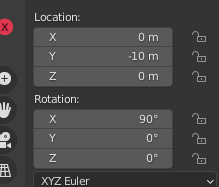 X
Location:
X 0 m
Y -10 m
Z 0 m
Rotation:
X 90°
Y 0°
Z 0°
XYZ Euler